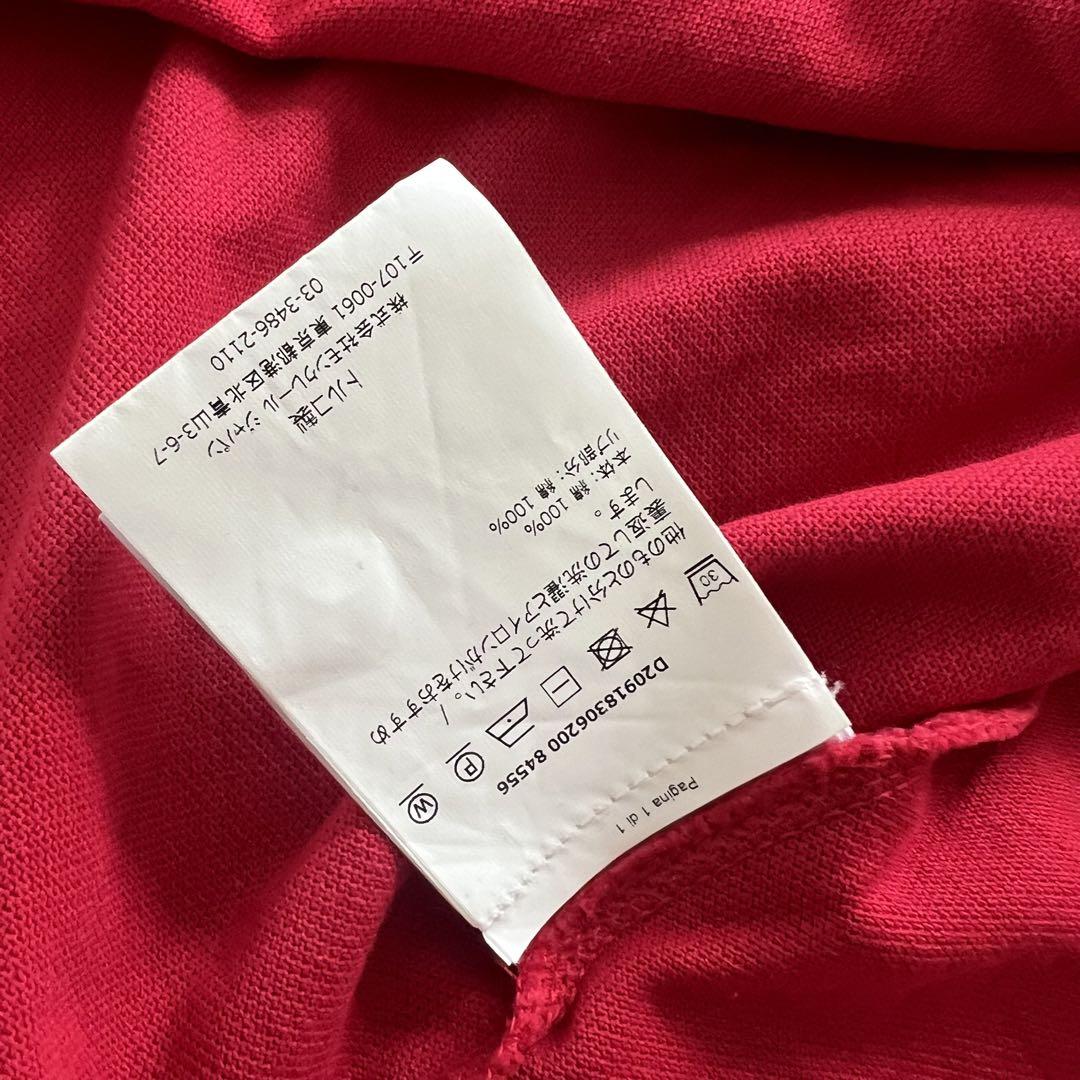 Pagina 1 di 1
D20918306200 84556
30
P
W
他のものと分けて洗って下さい。/
裏返しての洗濯とアイロンがけをおすすめ
します。
本体: 綿 100%
リブ部分: 綿 100%
トルコ製
株式会社モンクレール ジャパン
〒107-0061 東京都港区北青山3-6-7
03-3486-2110